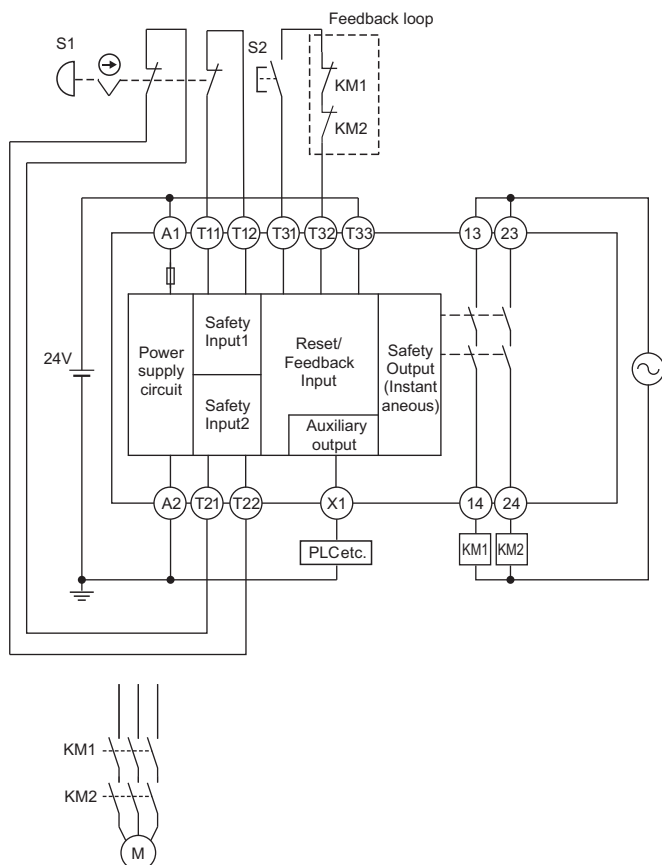 Feedback loop
S1
S2
KM1
KM2
A1
T11
T12
T31
T32
T33
13
23
24V
Power
supply
circuit
Safety
Input1
Safety
Input2
Reset/
Feedback
Input
Auxiliary
output
Safety
Output
(Instant
aneous)
A2
T21
T22
X1
14
24
PLC etc.
KM1
KM2
KM1
KM2
M